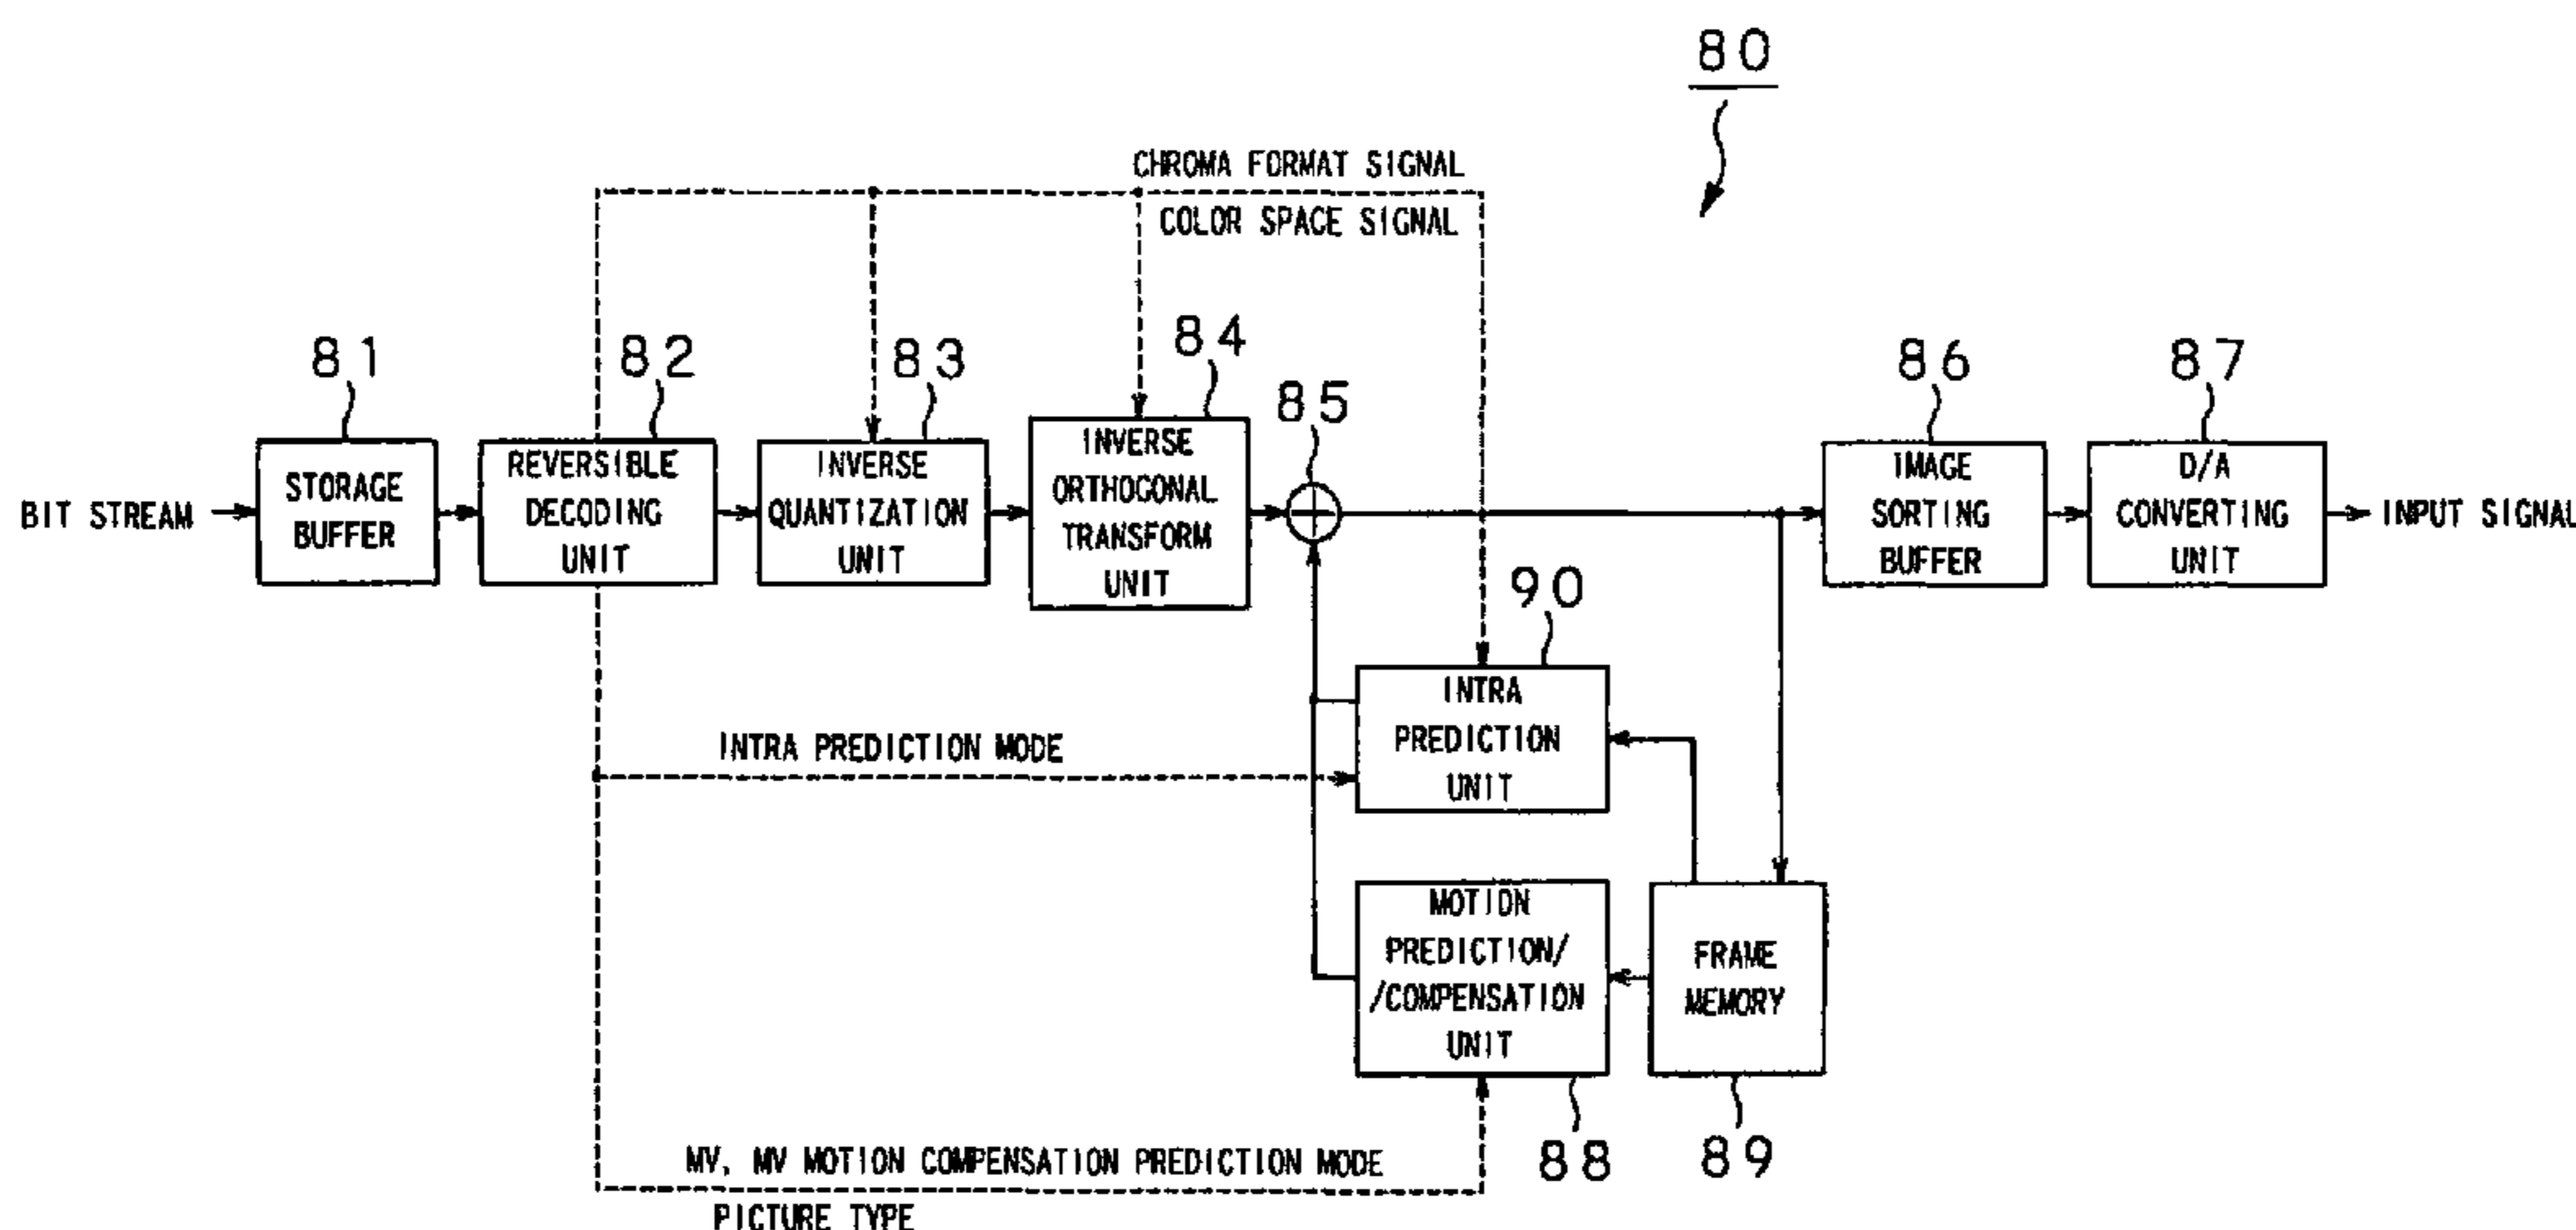 80
CHROMA FORMAT SIGNAL
COLOR SPACE SIGNAL
81
82
83
84
85
86
87
BIT STREAM
STORAGE
BUFFER
REVERSIBLE
DECODING
UNIT
INVERSE
QUANTIZATION
UNIT
INVERSE
ORTHOGONAL
TRANSFORM
UNIT
IMAGE
SORTING
BUFFER
D/A
CONVERTING
UNIT
INPUT SIGNAL
90
INTRA
PREDICTION
UNIT
INTRA PREDICTION MODE
MOTION
PREDICTION/
/COMPENSATION
UNIT
FRAME
MEMORY
88
89
MV, MV MOTION COMPENSATION PREDICTION MODE
PICTURE TYPE